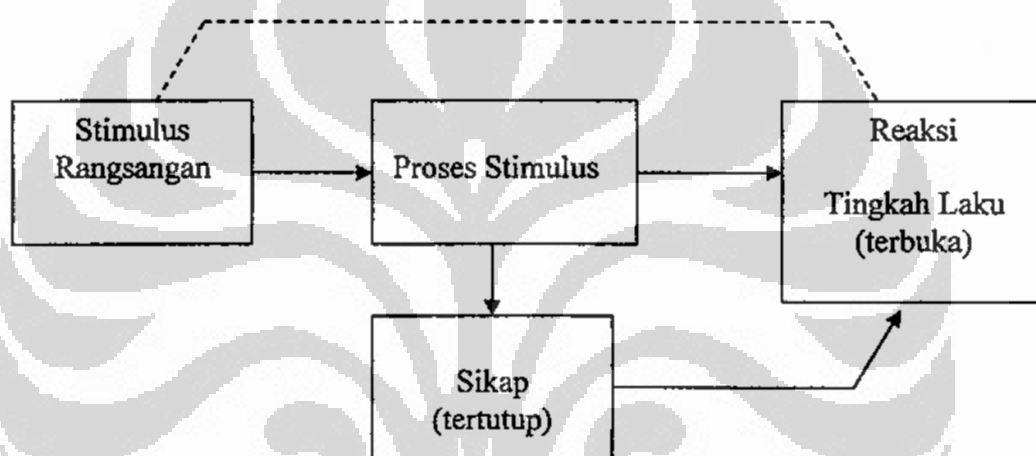 Stimulus
Rangsangan
Proses Stimulus
Reaksi
Tingkah Laku
(terbuka)
Sikap
(tertutup)